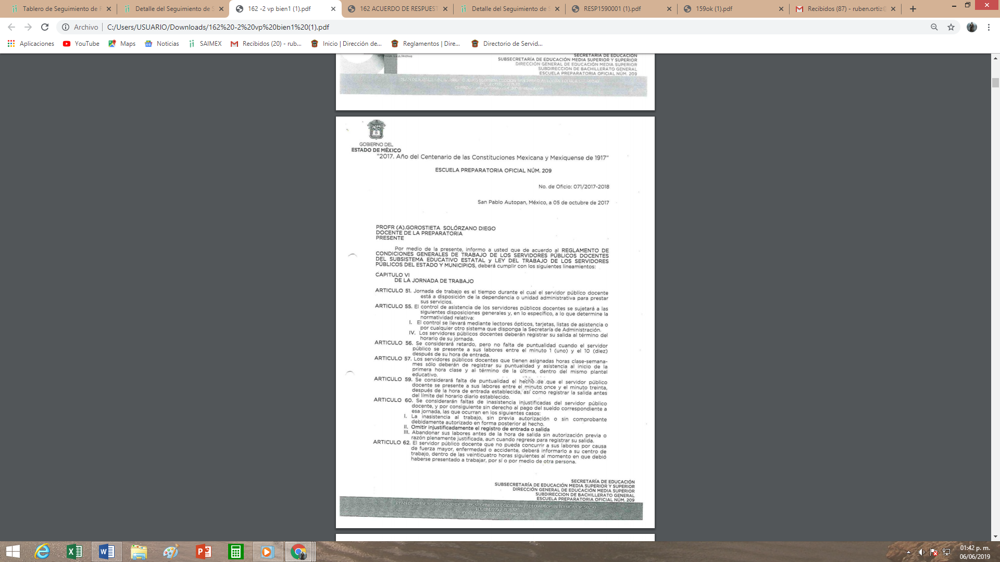 Tablero de Seguimiento de
Detalle del Seguimiento de
162 -2 vp bien1 (1).pdf
162 ACUERDO DE RESPUEST
Detalle del Seguimiento de
RESP1590001 (1).pdf
159ok (1).pdf
Recibidos (87) - ruben.ortiz
Archivo
C:/Users/USUARIO/Downloads/162%20-2%20vp%20bien1%20(1).pdf
Aplicaciones
YouTube
Maps
Noticias
SAIMEX
Recibidos (20) - rub...
Inicio | Dirección de...
Reglamentos | Dire...
Directorio de Servid...
SECRETARÍA DE EDUCACIÓN
SUBSECRETARÍA DE EDUCACIÓN MEDIA SUPERIOR Y SUPERIOR
DIRECCIÓN GENERAL DE EDUCACIÓN MEDIA SUPERIOR
SUBDIRECCION DE BACHILLERATO GENERAL
ESCUELA PREPARATORIA OFICIAL NÚM. 209
GOBIERNO DEL
ESTADO DE MÉXICO
"2017. Año del Centenario de las Constituciones Mexicana y Mexiquense de 1917"
ESCUELA PREPARATORIA OFICIAL NÚM. 209
No. de Oficio: 071/2017-2018
San Pablo Autopan, México, a 05 de octubre de 2017
PROFR (A).GOROSTIETA SOLÓRZANO DIEGO
DOCENTE DE LA PREPARATORIA
PRESENTE
Por medio de la presente, informo a usted que de acuerdo al REGLAMENTO DE
CONDICIONES GENERALES DE TRABAJO DE LOS SERVIDORES PÚBLICOS DOCENTES
DEL SUBSISTEMA EDUCATIVO ESTATAL y LEY DEL TRABAJO DE LOS SERVIDORES
PÚBLICOS DEL ESTADO Y MUNICIPIOS, deberá cumplir con los siguientes lineamientos:
CAPITULO VI
DE LA JORNADA DE TRABAJO
ARTICULO 51. Jornada de trabajo es el tiempo durante el cual el servidor público docente
está a disposición de la dependencia o unidad administrativa para prestar
sus servicios.
ARTICULO 55. El control de asistencia de los servidores públicos docentes se sujetará a las
siguientes disposiciones generales y, en lo específico, a lo que determine la
normatividad relativa:
I. El control se llevará mediante lectores ópticos, tarjetas, listas de asistencia o
por cualquier otro sistema que disponga la Secretaría de Administración.
IV. Los servidores públicos docentes deberán registrar su salida al término del
horario de su jornada.
ARTICULO 56. Se considerará retardo, pero no falta de puntualidad cuando el servidor
público se presente a sus labores entre el minuto 1 (uno) y el 10 (diez)
después de su hora de entrada.
ARTICULO 57. Los servidores públicos docentes que tienen asignadas horas clase-semana-
mes sólo deberán de registrar su puntualidad y asistencia al inicio de la
primera hora clase y al término de la última, dentro del mismo plantel
educativo.
ARTICULO 59. Se considerará falta de puntualidad el hecho de que el servidor público
docente se presente a sus labores entre el minuto once y el minuto treinta,
después de la hora de entrada establecida, así como registrar la salida antes
del límite del horario diario establecido.
ARTICULO 60. Se considerarán faltas de inasistencia injustificadas del servidor público
docente, y por consiguiente sin derecho al pago del sueldo correspondiente a
esa jornada, las que ocurran en los siguientes casos:
I. La inasistencia al trabajo, sin previa autorización o sin comprobante
debidamente autorizado en forma posterior al hecho.
II. Omitir injustificadamente el registro de entrada o salida
III. Abandonar sus labores antes de la hora de salida sin autorización previa o
razón plenamente justificada, aun cuando regrese para registrar su salida.
ARTICULO 62. El servidor público docente que no pueda concurrir a sus labores por causa
de fuerza mayor, enfermedad o accidente, deberá informarlo a su centro de
trabajo, dentro de las veinticuatro horas siguientes al momento en que debió
haberse presentado a trabajar, por sí o por medio de otra persona.
SECRETARÍA DE EDUCACIÓN
SUBSECRETARÍA DE EDUCACIÓN MEDIA SUPERIOR Y SUPERIOR
DIRECCIÓN GENERAL DE EDUCACIÓN MEDIA SUPERIOR
SUBDIRECCION DE BACHILLERATO GENERAL
ESCUELA PREPARATORIA OFICIAL NÚM. 209
PLAN DE IGUALA S/N, BARRIO DE JESUS SEGUNDA SECCION SAN PABLO AUTOPAN TOLUCA C.P. 50290
01:42 p. m.
06/06/2019